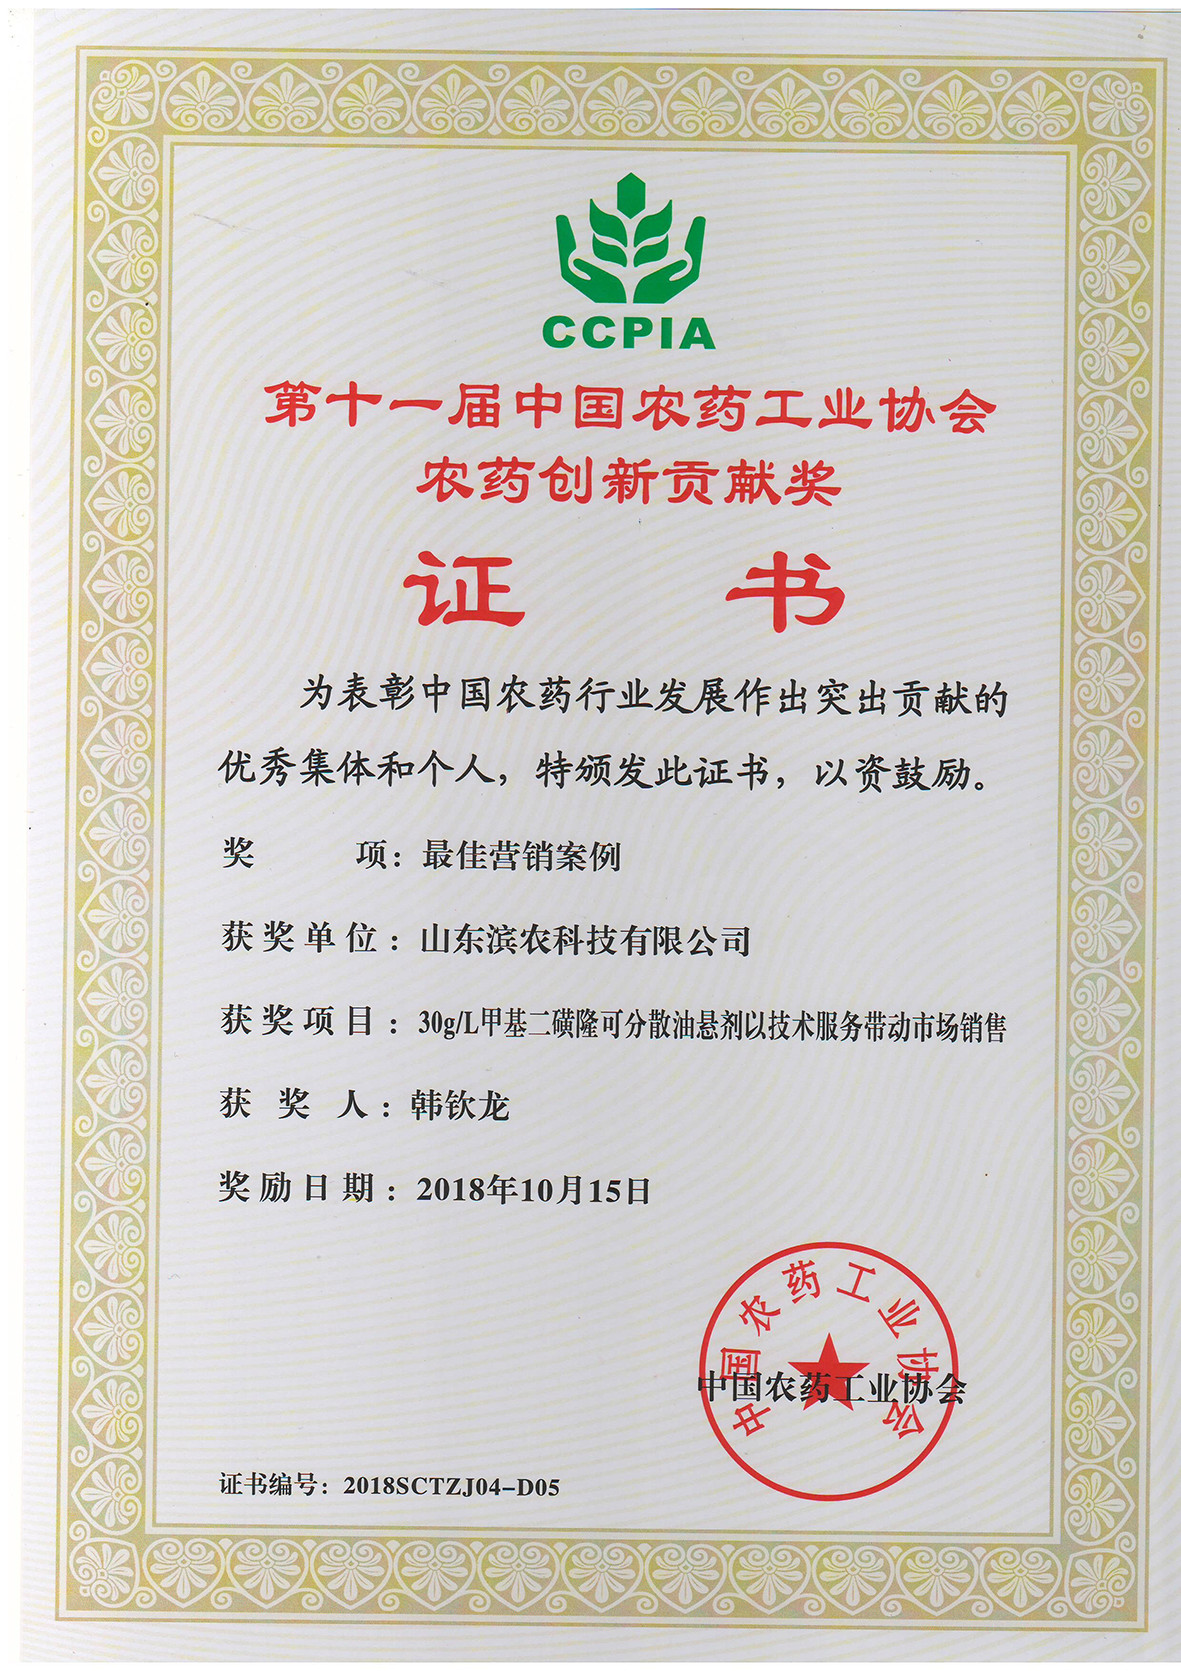 CCPIA
第十一届中国农药工业协会
农药创新贡献奖
证 书
为表彰中国农药行业发展作出突出贡献的
优秀集体和个人，特颁发此证书，以资鼓励。
奖 项：最佳营销案例
获奖单位：山东滨农科技有限公司
获奖项目：30g/L甲基二磺隆可分散油悬剂以技术服务带动市场销售
获 奖 人：韩钦龙
奖励日期：2018年10月15日
中国农药工业协会
中国农药工业协会
证书编号：2018SCTZJ04-D05